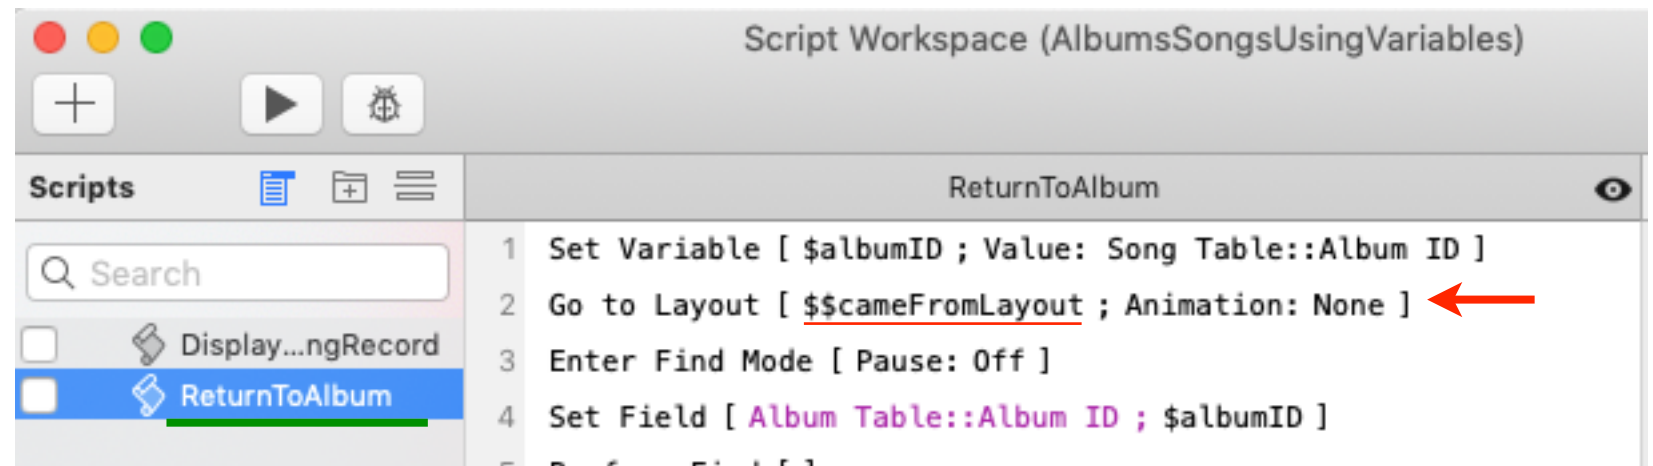 Script Workspace (AlbumsSongsUsingVariables)
Scripts
ReturnToAlbum
Search
Display...ngRecord
ReturnToAlbum
1 Set Variable [ $albumID ; Value: Song Table::Album ID ]
2 Go to Layout [ $$cameFromLayout ; Animation: None ]
3 Enter Find Mode [ Pause: Off ]
4 Set Field [ Album Table::Album ID ; $albumID ]